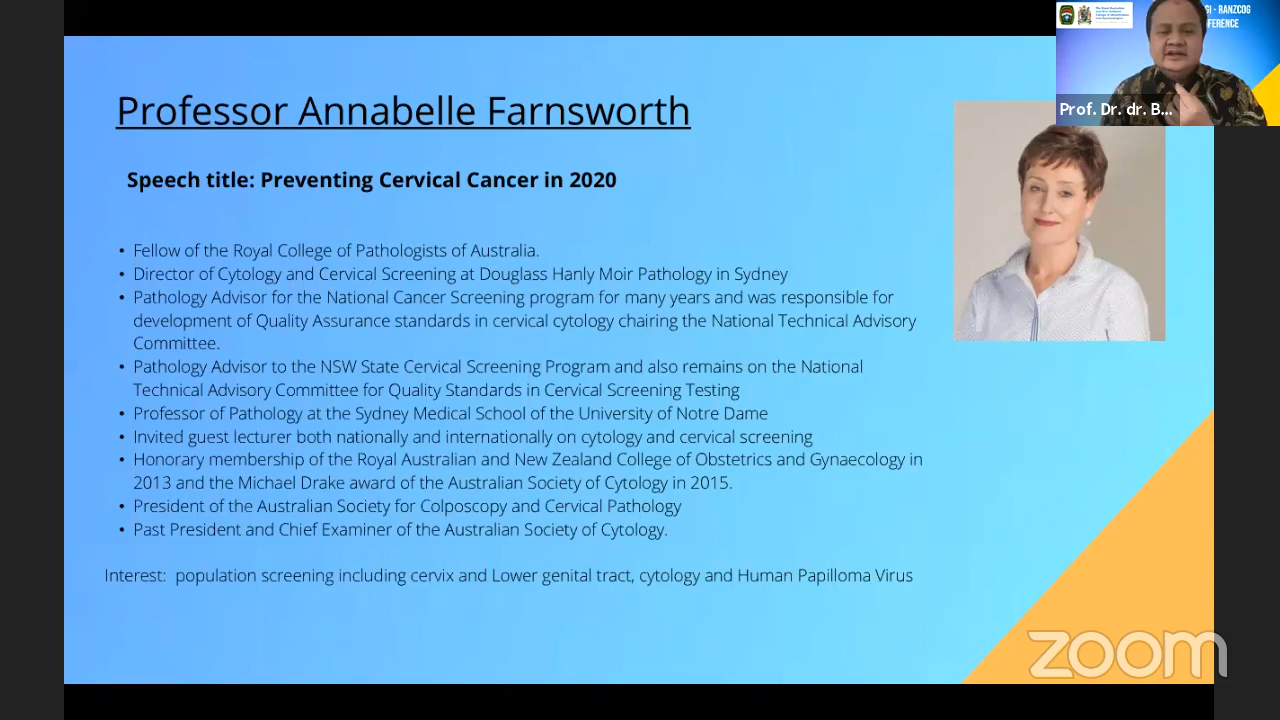 GI - RANZCOG
FERENCE
Prof. Dr. dr. B...
Professor Annabelle Farnsworth
Speech title: Preventing Cervical Cancer in 2020
• Fellow of the Royal College of Pathologists of Australia.
• Director of Cytology and Cervical Screening at Douglass Hanly Moir Pathology in Sydney
• Pathology Advisor for the National Cancer Screening program for many years and was responsible for
development of Quality Assurance standards in cervical cytology chairing the National Technical Advisory
Committee.
• Pathology Advisor to the NSW State Cervical Screening Program and also remains on the National
Technical Advisory Committee for Quality Standards in Cervical Screening Testing
• Professor of Pathology at the Sydney Medical School of the University of Notre Dame
• Invited guest lecturer both nationally and internationally on cytology and cervical screening
• Honorary membership of the Royal Australian and New Zealand College of Obstetrics and Gynaecology in
2013 and the Michael Drake award of the Australian Society of Cytology in 2015.
• President of the Australian Society for Colposcopy and Cervical Pathology
• Past President and Chief Examiner of the Australian Society of Cytology.
Interest: population screening including cervix and Lower genital tract, cytology and Human Papilloma Virus
zoom